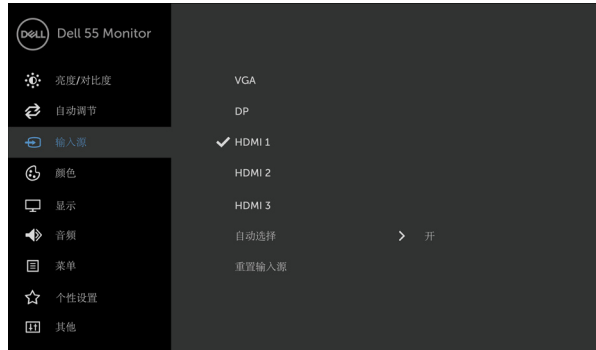 DELL Dell 55 Monitor
亮度/对比度
自动调节
输入源
颜色
显示
音频
菜单
个性设置
其他
VGA
DP
HDMI 1
HDMI 2
HDMI 3
自动选择 开
重置输入源